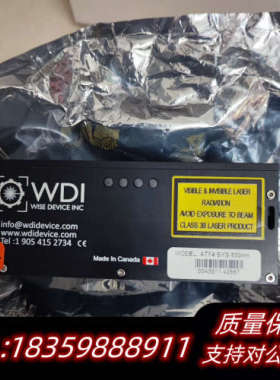 WDI
WISE DEVICE INC
info@wdidevice.com
www.wdidevice.com
Tel :1 905 415 2734
Made In Canada
VISIBLE & INVISIBLE LASER
RADIATION
AVOID EXPOSURE TO BEAM
CLASS 3B LASER PRODUCT
质量保
:18359888911
支持对公